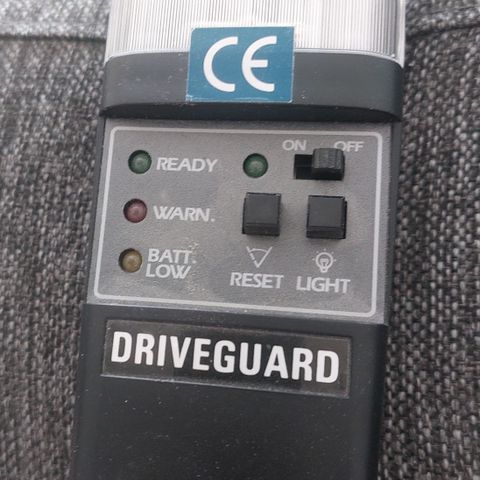 CE
ON OFF
READY
WARN.
BATT.
LOW
RESET LIGHT
DRIVEGUARD